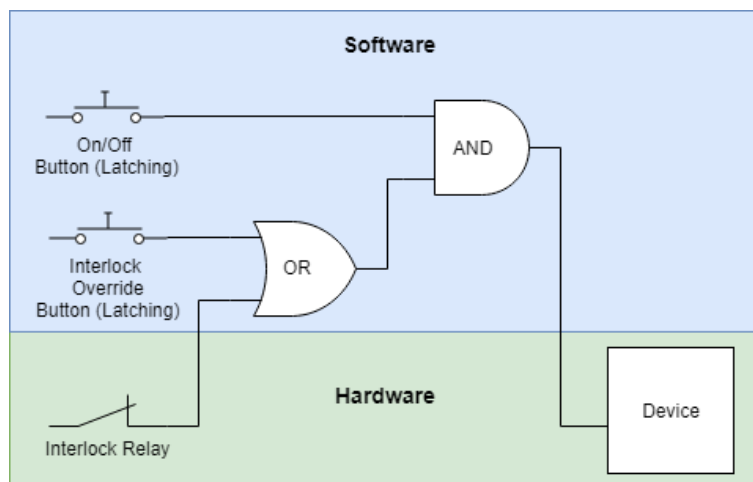 Software
On/Off
Button (Latching)
AND
Interlock
Override
Button (Latching)
OR
Hardware
Interlock Relay
Device